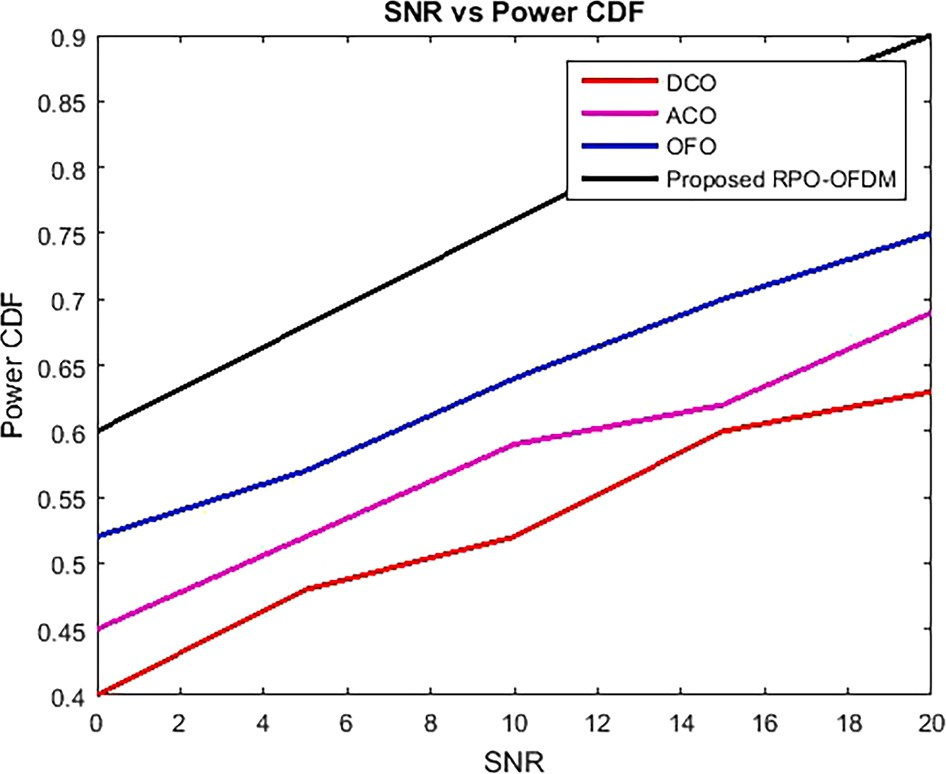 SNR vs Power CDF
0.9
0.85
0.8
0.75
0.7
0.65
0.6
0.55
0.5
0.45
0.4
Power CDF
DCO
ACO
OFO
Proposed RPO-OFDM
0 2 4 6 8 10 12 14 16 18 20
SNR